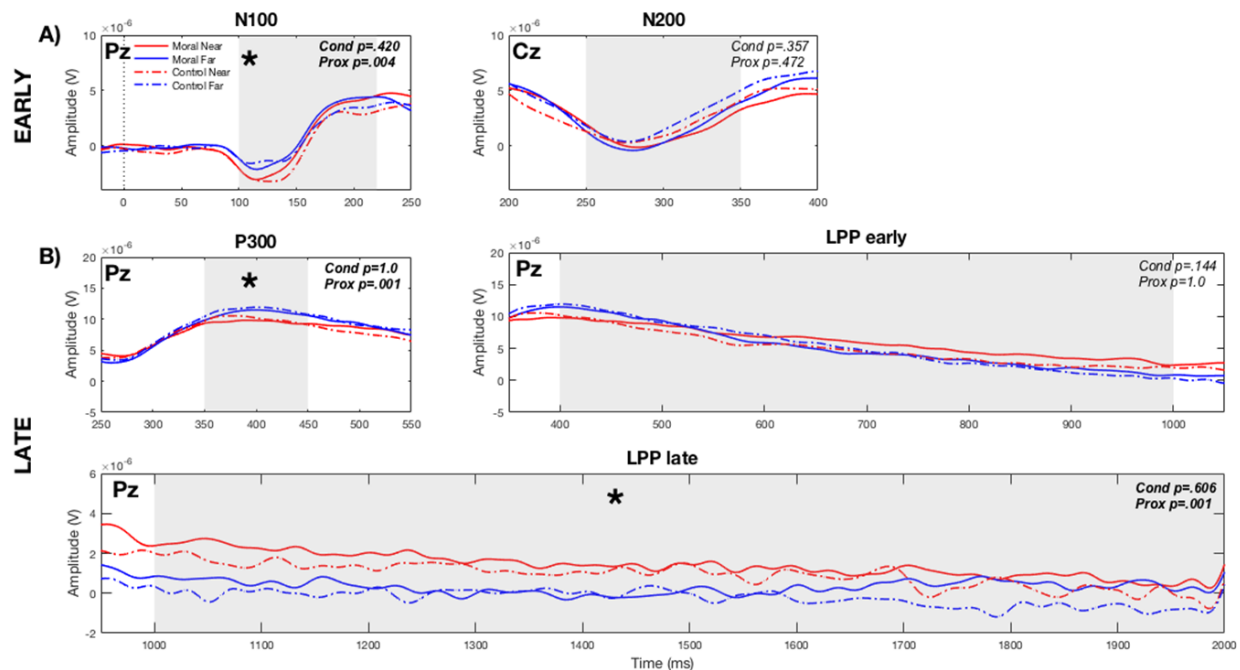 A)
EARLY
N100
×10⁻⁶
Amplitude (V)
10
5
0
Pz
Moral Near
Moral Far
Control Near
Control Far
*
Cond p=.420
Prox p=.004
0 50 100 150 200 250
N200
×10⁻⁶
Amplitude (V)
10
5
0
Cz
Cond p=.357
Prox p=.472
200 250 300 350 400
B)
LATE
P300
×10⁻⁶
Amplitude (V)
20
15
10
5
0
-5
Pz
*
Cond p=1.0
Prox p=.001
250 300 350 400 450 500 550
LPP early
×10⁻⁶
Amplitude (V)
20
15
10
5
0
-5
Pz
Cond p=.144
Prox p=1.0
400 500 600 700 800 900 1000
LPP late
×10⁻⁶
Amplitude (V)
6
4
2
0
-2
Pz
*
Cond p=.606
Prox p=.001
1000 1100 1200 1300 1400 1500 1600 1700 1800 1900 2000
Time (ms)